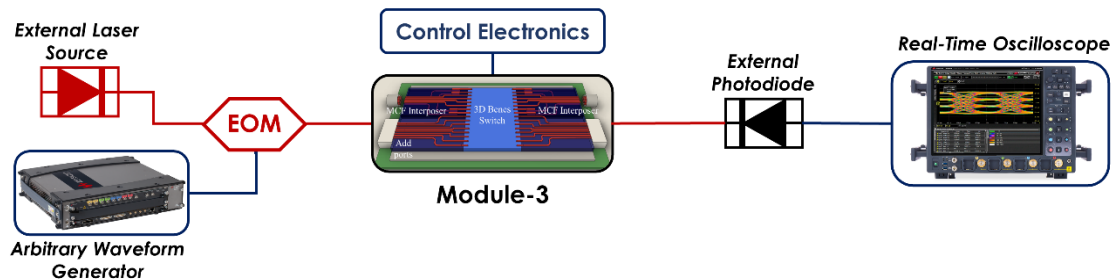 External Laser
Source
Control Electronics
Real-Time Oscilloscope
External
Photodiode
EOM
MCF Interposer
3D Benes
Switch
MCF Interposer
Add
ports
Module-3
Arbitrary Waveform
Generator